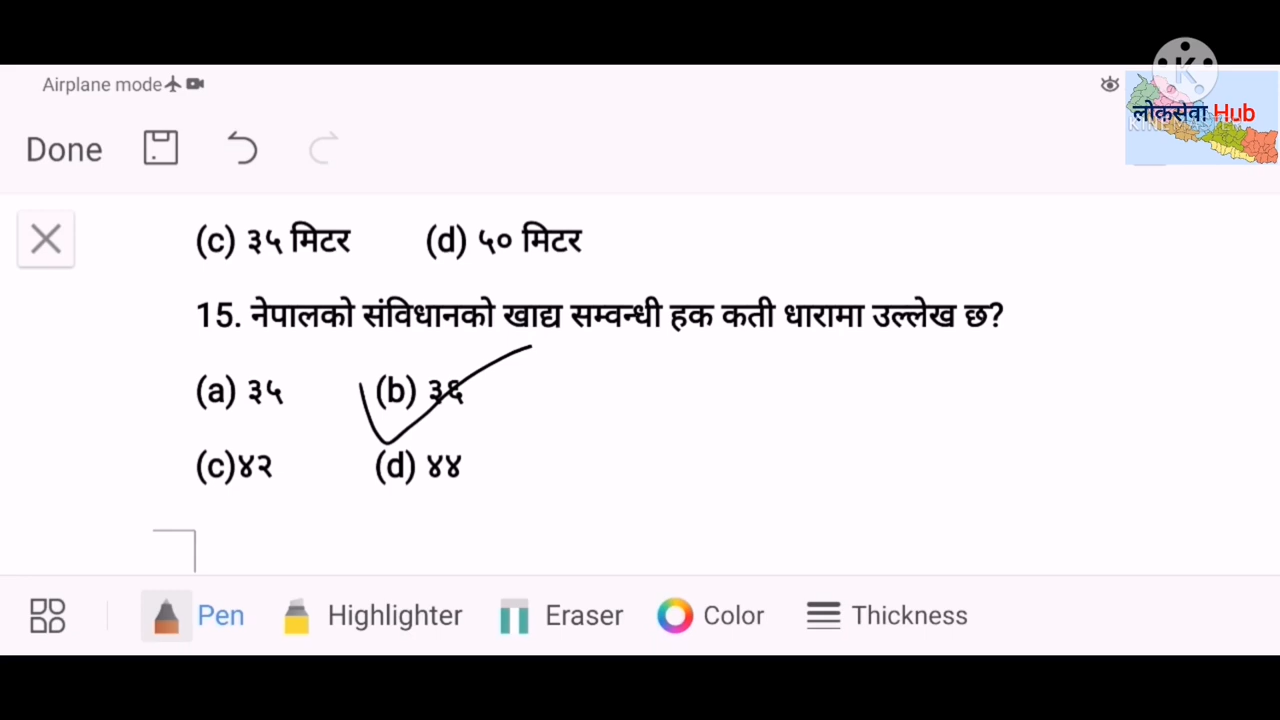 Airplane mode
लोकसेवा Hub
KINEMASTER
Done
(c) ३५ मिटर (d) ५० मिटर
15. नेपालको संविधानको खाद्य सम्वन्धी हक कती धारामा उल्लेख छ?
(a) ३५ (b) ३६
(c)४२ (d) ४४
Pen Highlighter Eraser Color Thickness